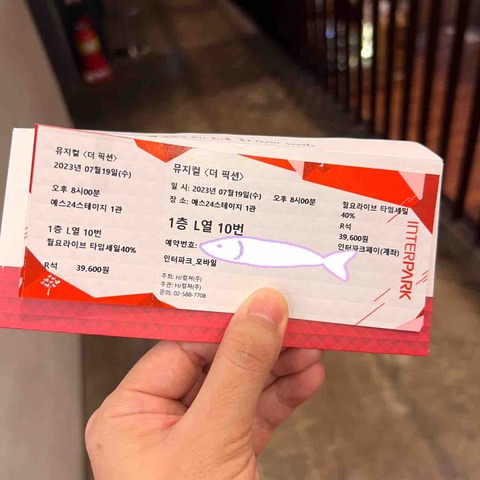 뮤지컬 <더 픽션>
2023년 07월19일(수)
오후 8시00분
예스24스테이지 1관
1층 L열 10번
월요라이브 타임세일40%
R석 39,600원
뮤지컬 <더 픽션>
일 시: 2023년 07월19일(수) 오후 8시00분
장 소: 예스24스테이지 1관
1층 L열 10번
예약번호:
인터파크_모바일
주최: HJ컬쳐(주)
주관: HJ컬쳐(주)
문의: 02-588-7708
월요라이브 타임세일
40%
R석
39,600원
인터파크페이(계좌)
INTERPARK